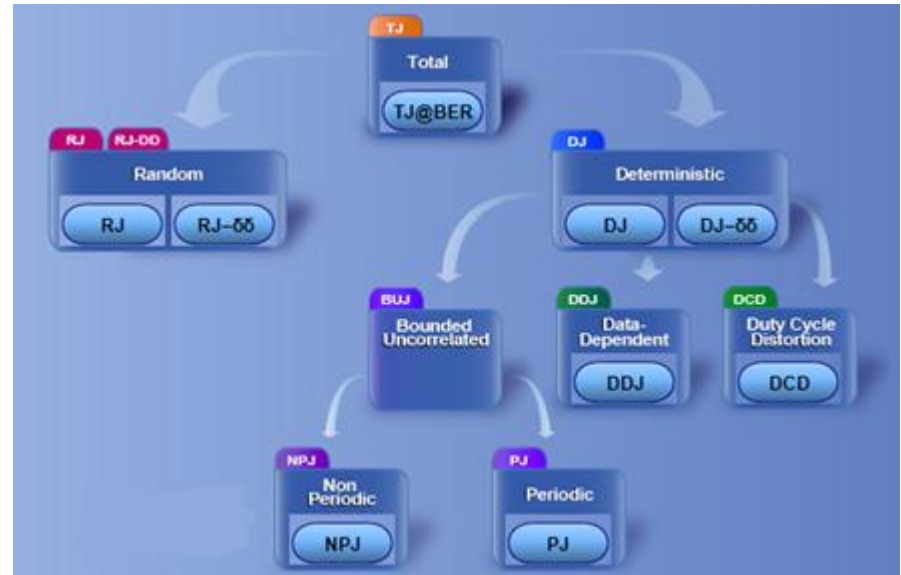 TJ
Total
TJ@BER
RJ RJ-DD
Random
RJ RJ–δδ
DJ
Deterministic
DJ DJ–δδ
BUJ
Bounded
Uncorrelated
DDJ
Data-
Dependent
DDJ
DCD
Duty Cycle
Distortion
DCD
NPJ
Non
Periodic
NPJ
PJ
Periodic
PJ